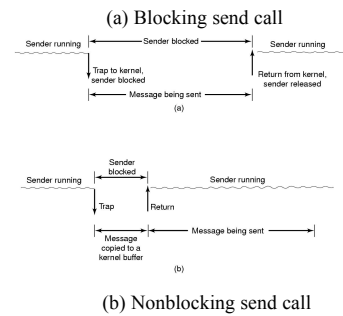 (a) Blocking send call
Sender running
Sender blocked
Sender running
Trap to kernel,
sender blocked
Return from kernel,
sender released
Message being sent
(a)
Sender
blocked
Sender running
Sender running
Trap
Return
Message
copied to a
kernel buffer
Message being sent
(b)
(b) Nonblocking send call